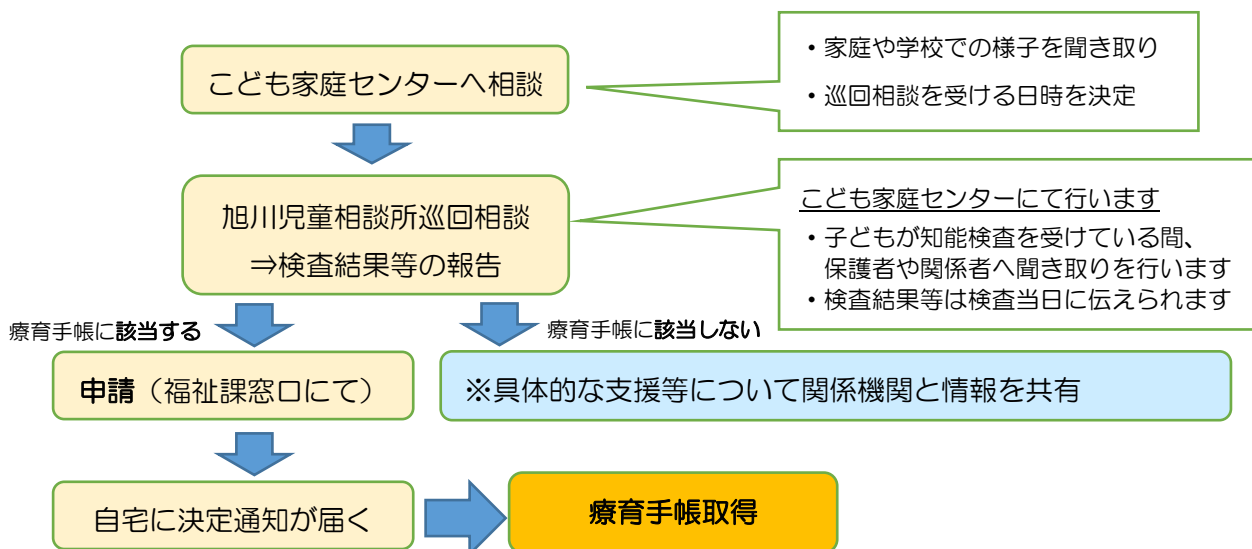 こども家庭センターへ相談
・家庭や学校での様子を聞き取り
・巡回相談を受ける日時を決定
旭川児童相談所巡回相談
⇒検査結果等の報告
こども家庭センターにて行います
・子どもが知能検査を受けている間、
保護者や関係者へ聞き取りを行います
・検査結果等は検査当日に伝えられます
療育手帳に該当する
療育手帳に該当しない
申請（福祉課窓口にて）
※具体的な支援等について関係機関と情報を共有
自宅に決定通知が届く
療育手帳取得